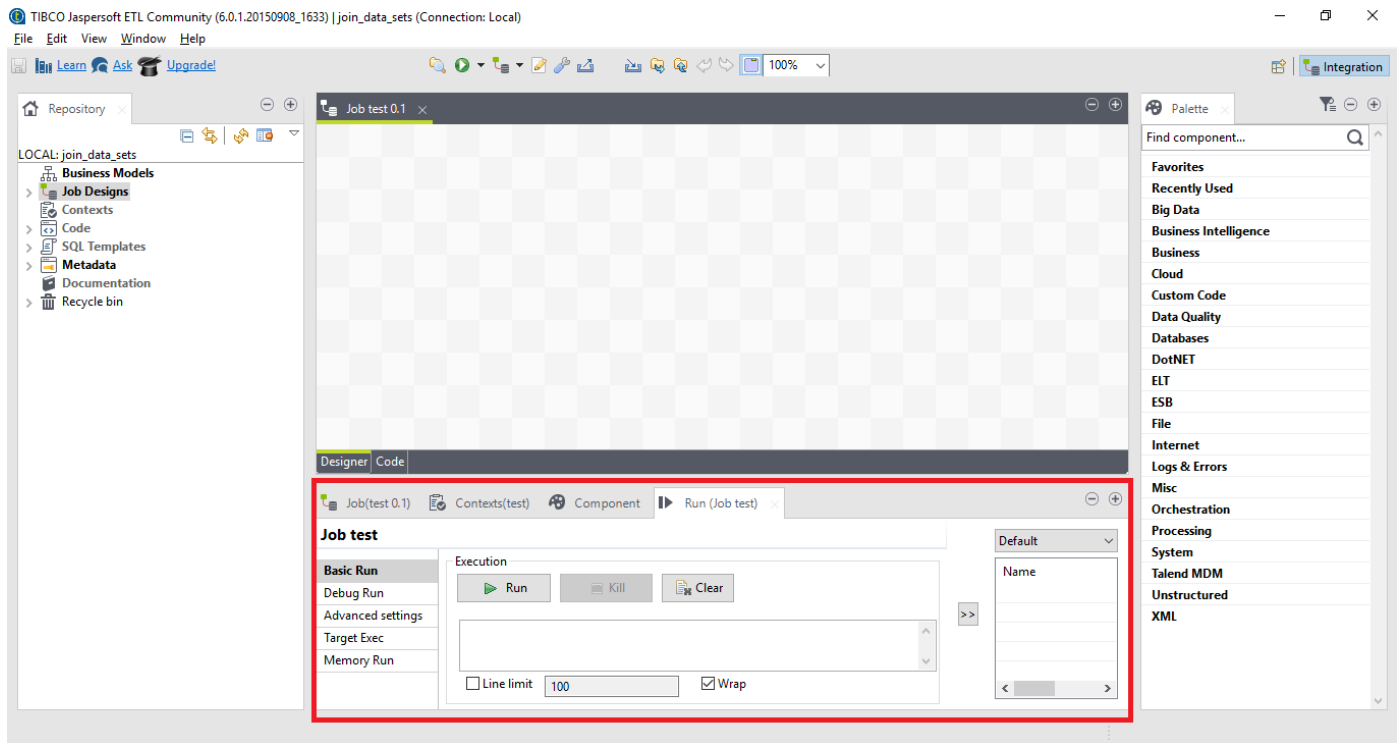 TIBCO Jaspersoft ETL Community (6.0.1.20150908_1633) | join_data_sets (Connection: Local)
File Edit View Window Help
Learn Ask Upgrade!
100%
Integration
Repository
LOCAL: join_data_sets
Business Models
Job Designs
Contexts
Code
SQL Templates
Metadata
Documentation
Recycle bin
Job test 0.1
Designer Code
Job(test 0.1) Contexts(test) Component Run (Job test)
Job test
Basic Run
Debug Run
Advanced settings
Target Exec
Memory Run
Execution
Run Kill Clear
Line limit 100 Wrap
>>
Default
Name
Palette
Find component...
Favorites
Recently Used
Big Data
Business Intelligence
Business
Cloud
Custom Code
Data Quality
Databases
DotNET
ELT
ESB
File
Internet
Logs & Errors
Misc
Orchestration
Processing
System
Talend MDM
Unstructured
XML